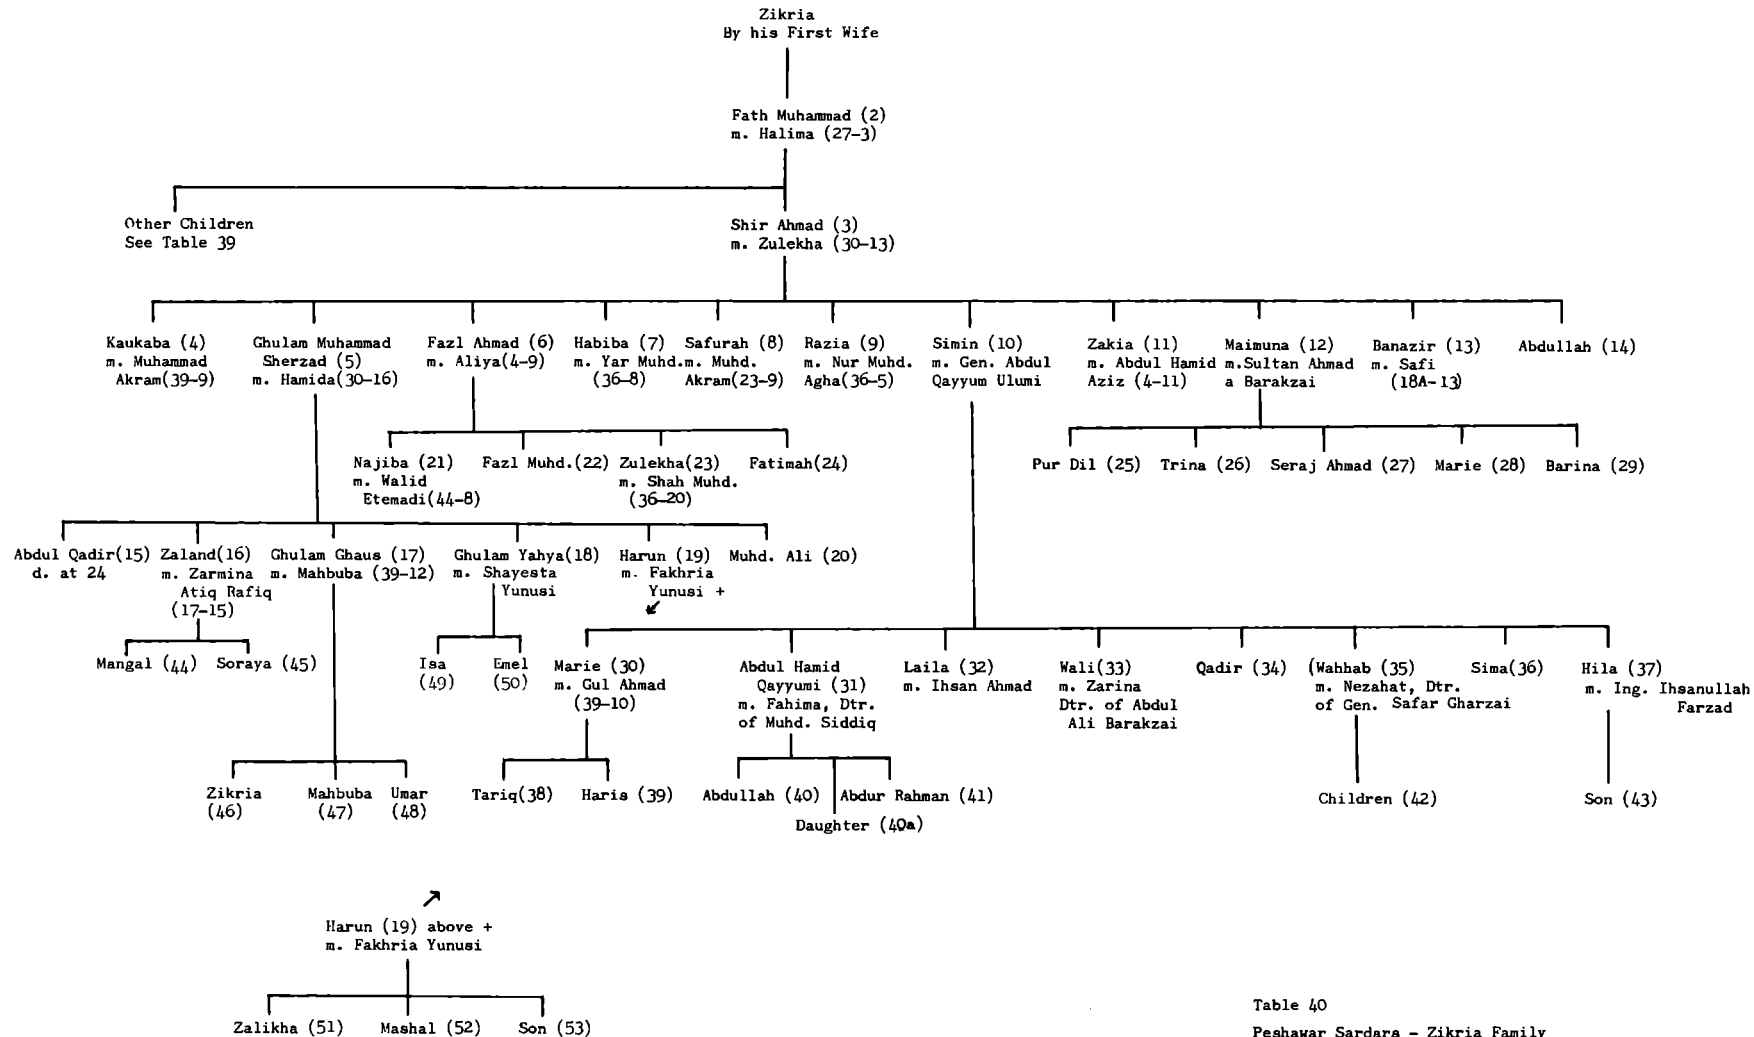 Zikria
By his First Wife
Fath Muhammad (2)
m. Halima (27-3)
Other Children
See Table 39
Shir Ahmad (3)
m. Zulekha (30-13)
Kaukaba (4)
m. Muhammad
Akram(39-9)
Ghulam Muhammad
Sherzad (5)
m. Hamida(30-16)
Fazl Ahmad (6)
m. Aliya(4-9)
Habiba (7)
m. Yar Muhd.
(36-8)
Safurah (8)
m. Muhd.
Akram(23-9)
Razia (9)
m. Nur Muhd.
Agha(36-5)
Simin (10)
m. Gen. Abdul
Qayyum Ulumi
Zakia (11)
m. Abdul Hamid
Aziz (4-11)
Maimuna (12)
m.Sultan Ahmad
a Barakzai
Banazir (13)
m. Safi
(18A-13)
Abdullah (14)
Najiba (21)
m. Walid
Etemadi(44-8)
Fazl Muhd.(22)
Zulekha(23)
m. Shah Muhd.
(36-20)
Fatimah(24)
Pur Dil (25)
Trina (26)
Seraj Ahmad (27)
Marie (28)
Barina (29)
Abdul Qadir(15)
d. at 24
Zaland(16)
m. Zarmina
Atiq Rafiq
(17-15)
Ghulam Ghaus (17)
m. Mahbuba (39-12)
Ghulam Yahya(18)
m. Shayesta
Yunusi
Harun (19)
m. Fakhria
Yunusi +
Muhd. Ali (20)
Mangal (44)
Soraya (45)
Isa
(49)
Emel
(50)
Marie (30)
m. Gul Ahmad
(39-10)
Abdul Hamid
Qayyumi (31)
m. Fahima, Dtr.
of Muhd. Siddiq
Laila (32)
m. Ihsan Ahmad
Wali(33)
m. Zarina
Dtr. of Abdul
Ali Barakzai
Qadir (34)
(Wahhab (35)
m. Nezahat, Dtr.
of Gen. Safar Gharzai
Sima(36)
Hila (37)
m. Ing. Ihsanullah
Farzad
Zikria
(46)
Mahbuba
(47)
Umar
(48)
Tariq(38)
Haris (39)
Abdullah (40)
Abdur Rahman (41)
Daughter (40a)
Children (42)
Son (43)
Harun (19) above +
m. Fakhria Yunusi
Zalikha (51)
Mashal (52)
Son (53)
Table 40
Peshawar Sardars - Zikria Family